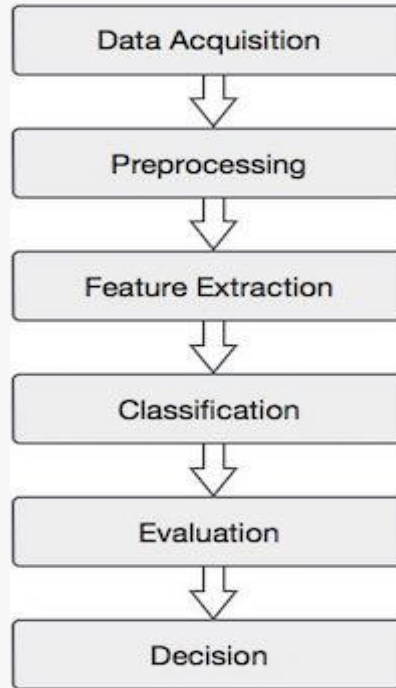 Data Acquisition
Preprocessing
Feature Extraction
Classification
Evaluation
Decision